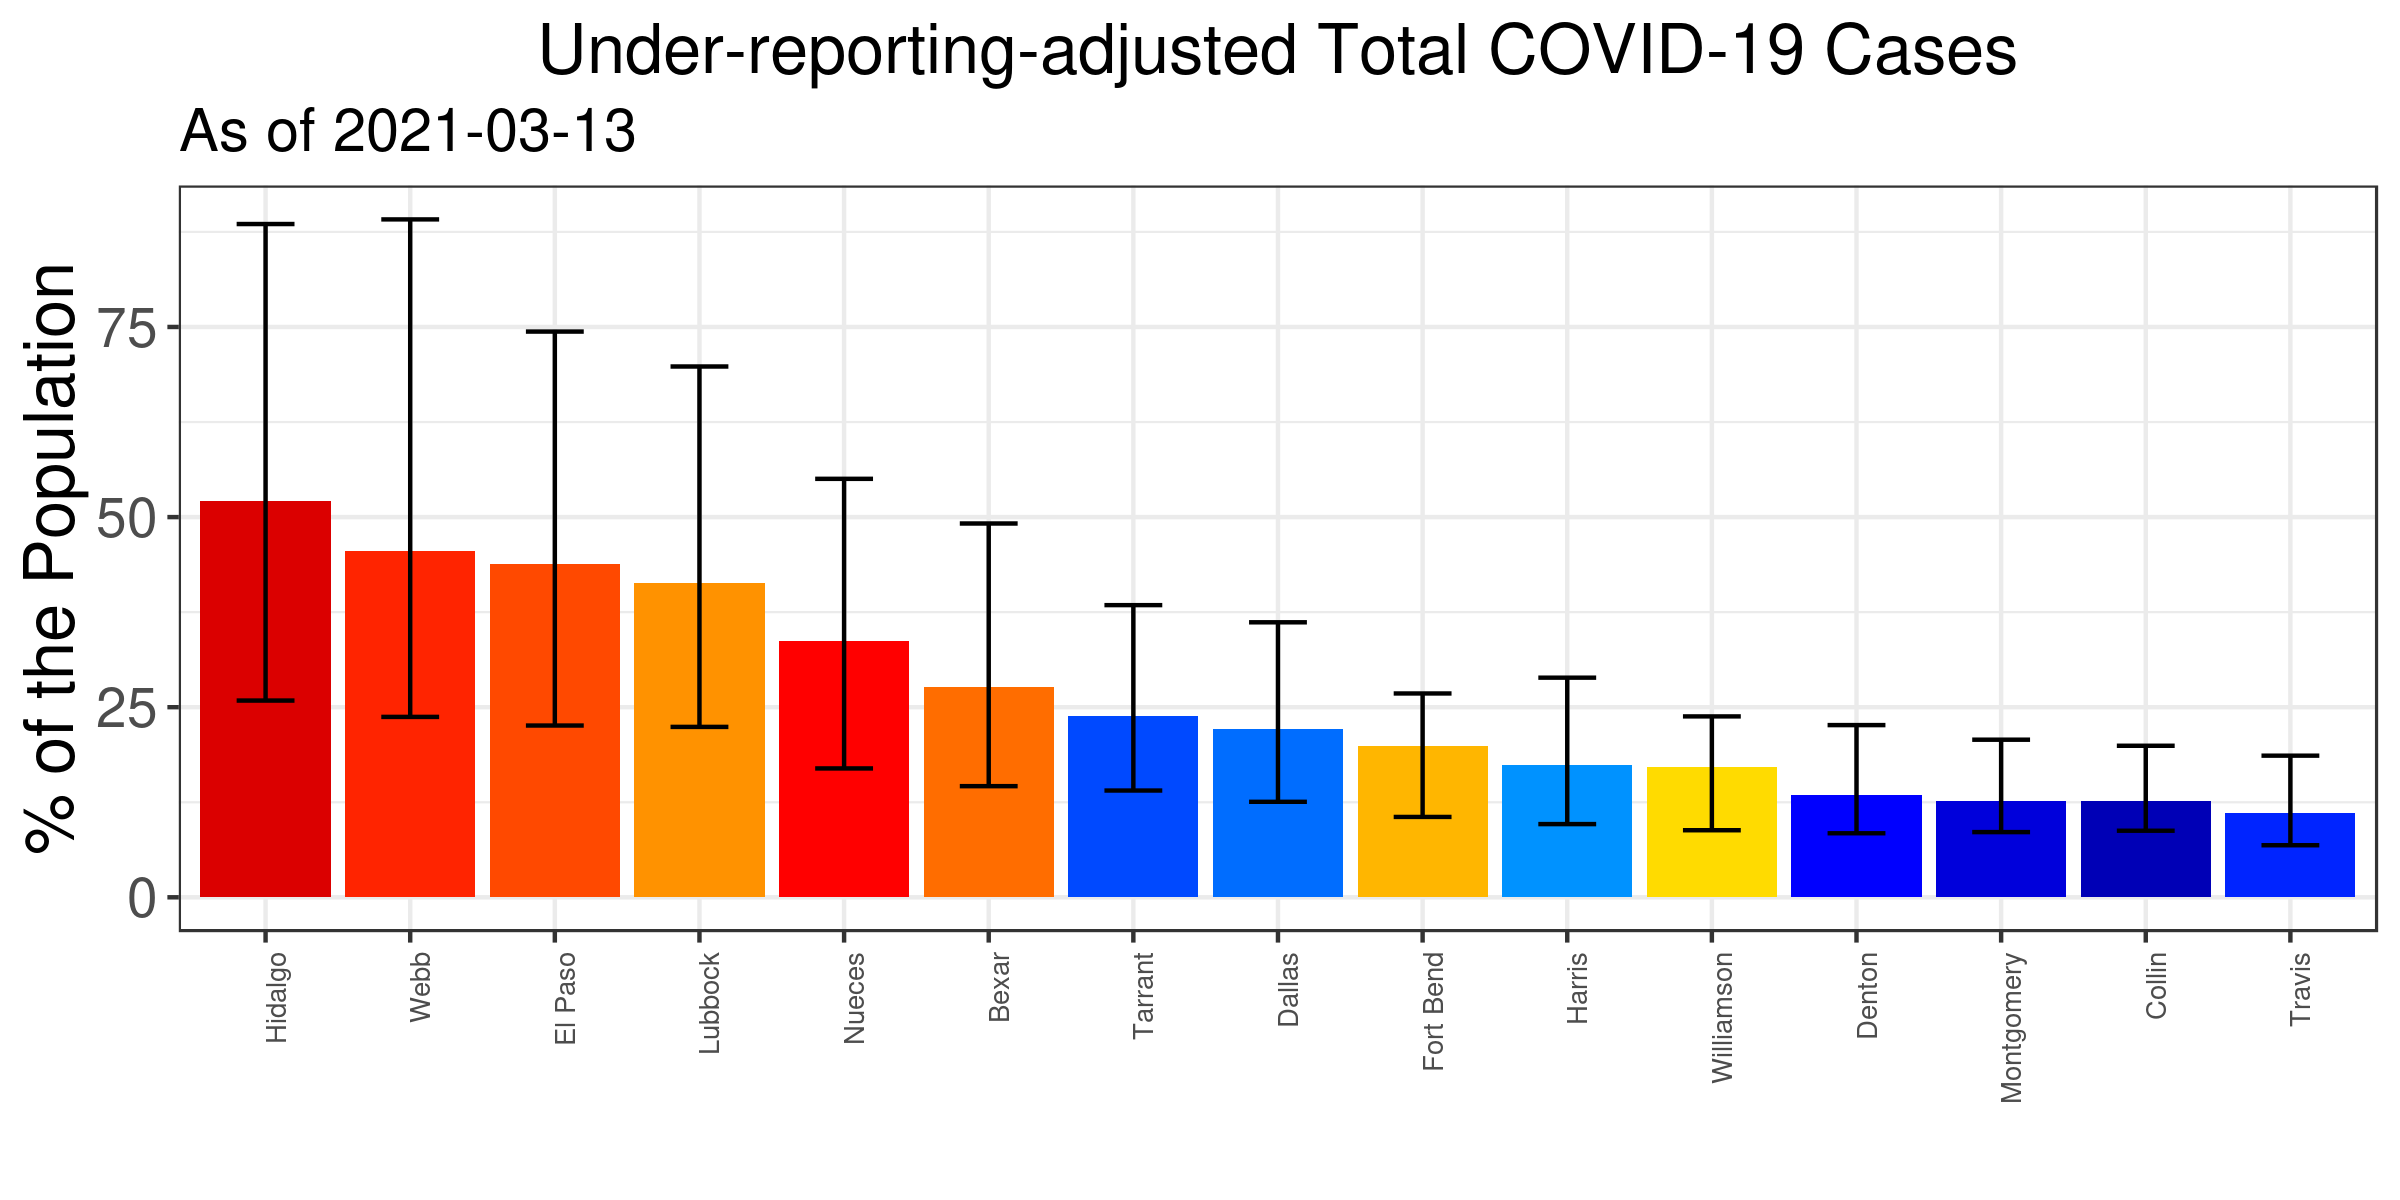 Under-reporting-adjusted Total COVID-19 Cases
As of 2021-03-13
% of the Population
75
50
25
0
Hidalgo
Webb
El Paso
Lubbock
Nueces
Bexar
Tarrant
Dallas
Fort Bend
Harris
Williamson
Denton
Montgomery
Collin
Travis